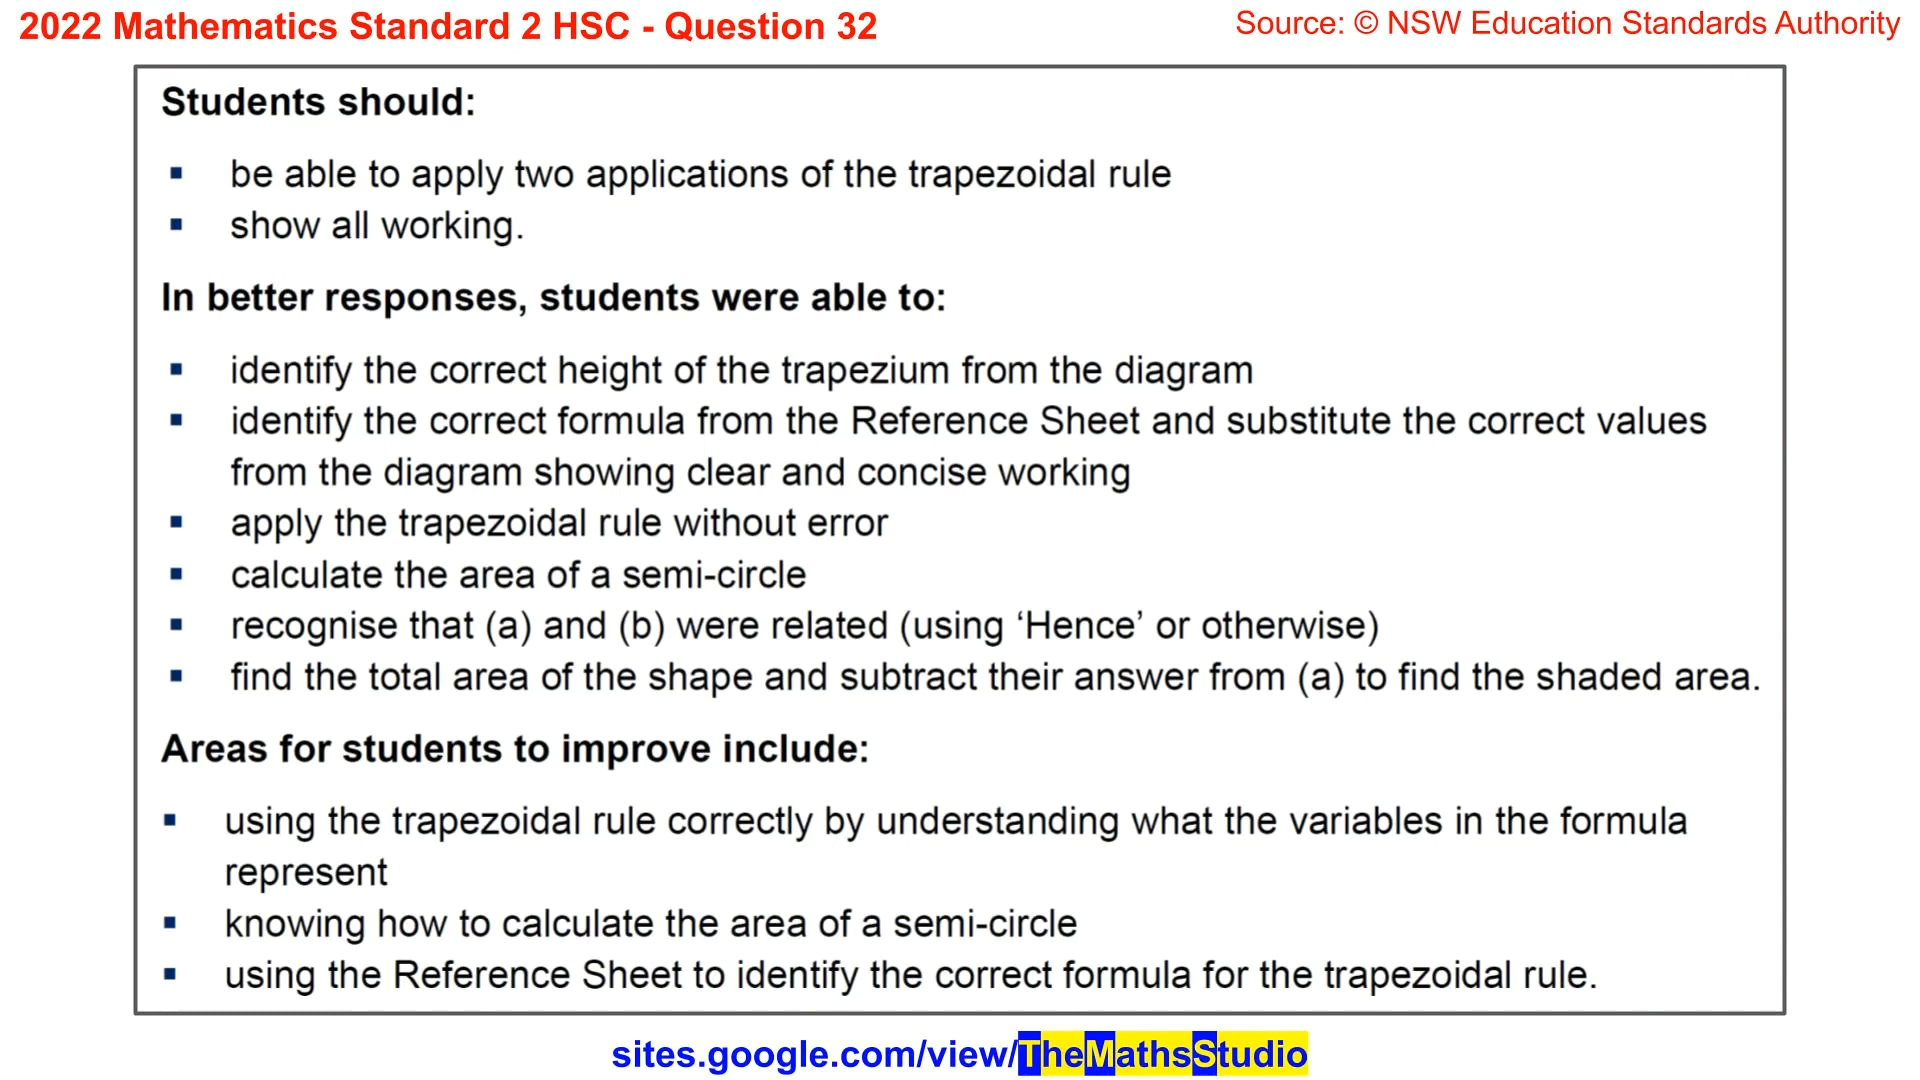 2022 Mathematics Standard 2 HSC - Question 32
Source: © NSW Education Standards Authority
Students should:
▪ be able to apply two applications of the trapezoidal rule
▪ show all working.
In better responses, students were able to:
▪ identify the correct height of the trapezium from the diagram
▪ identify the correct formula from the Reference Sheet and substitute the correct values
from the diagram showing clear and concise working
▪ apply the trapezoidal rule without error
▪ calculate the area of a semi-circle
▪ recognise that (a) and (b) were related (using ‘Hence’ or otherwise)
▪ find the total area of the shape and subtract their answer from (a) to find the shaded area.
Areas for students to improve include:
▪ using the trapezoidal rule correctly by understanding what the variables in the formula
represent
▪ knowing how to calculate the area of a semi-circle
▪ using the Reference Sheet to identify the correct formula for the trapezoidal rule.
sites.google.com/view/TheMathsStudio